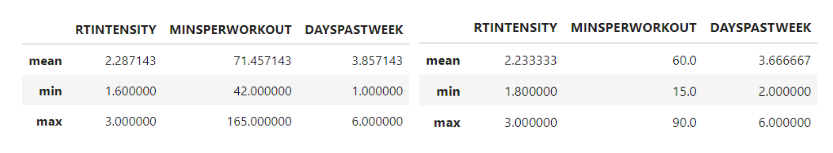 RTINTENSITY MINSPERWORKOUT DAYSPASTWEEK
mean 2.287143 71.457143 3.857143
min 1.600000 42.000000 1.000000
max 3.000000 165.000000 6.000000
RTINTENSITY MINSPERWORKOUT DAYSPASTWEEK
mean 2.233333 60.0 3.666667
min 1.800000 15.0 2.000000
max 3.000000 90.0 6.000000